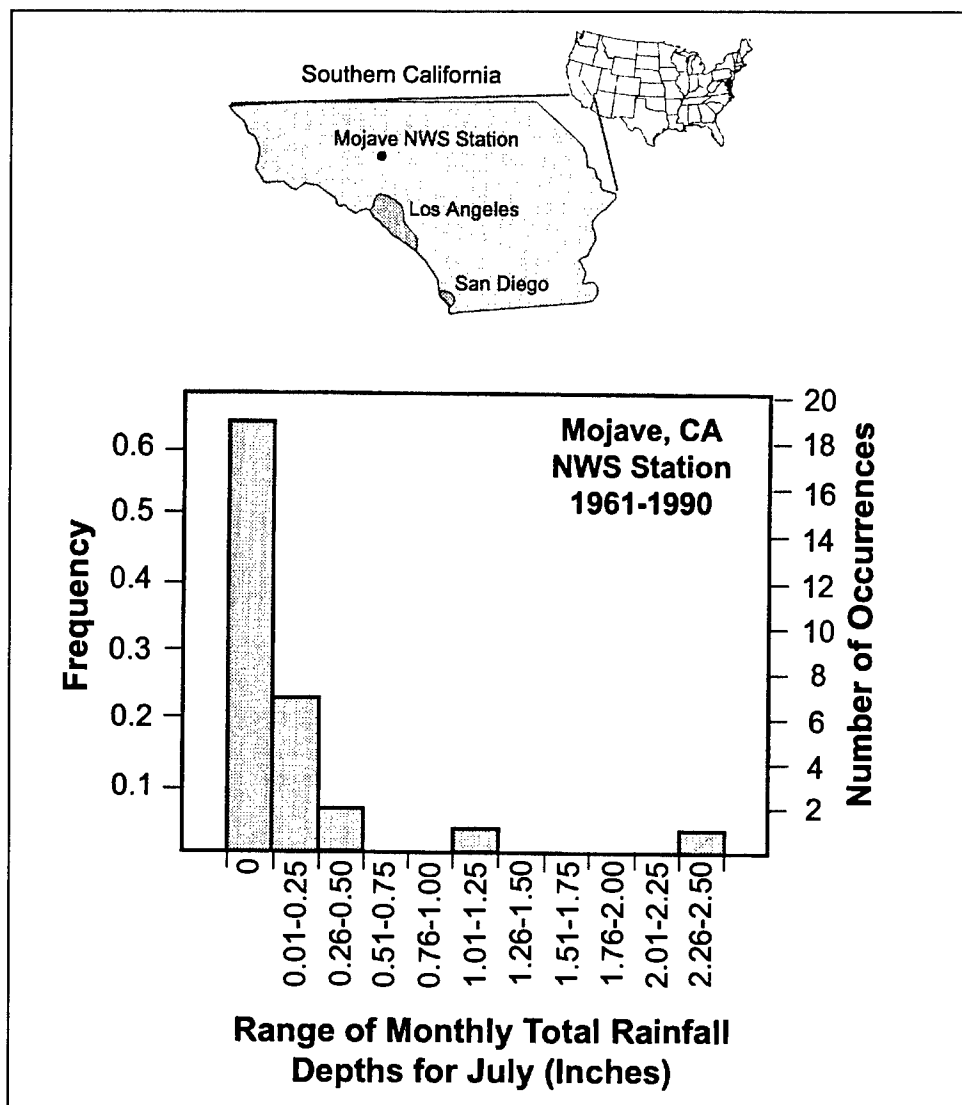 Southern California
Mojave NWS Station
Los Angeles
San Diego
Mojave, CA
NWS Station
1961-1990
Frequency
0.6
0.5
0.4
0.3
0.2
0.1
20
18
16
14
12
10
8
6
4
2
Number of Occurrences
0
0.01-0.25
0.26-0.50
0.51-0.75
0.76-1.00
1.01-1.25
1.26-1.50
1.51-1.75
1.76-2.00
2.01-2.25
2.26-2.50
Range of Monthly Total Rainfall
Depths for July (Inches)